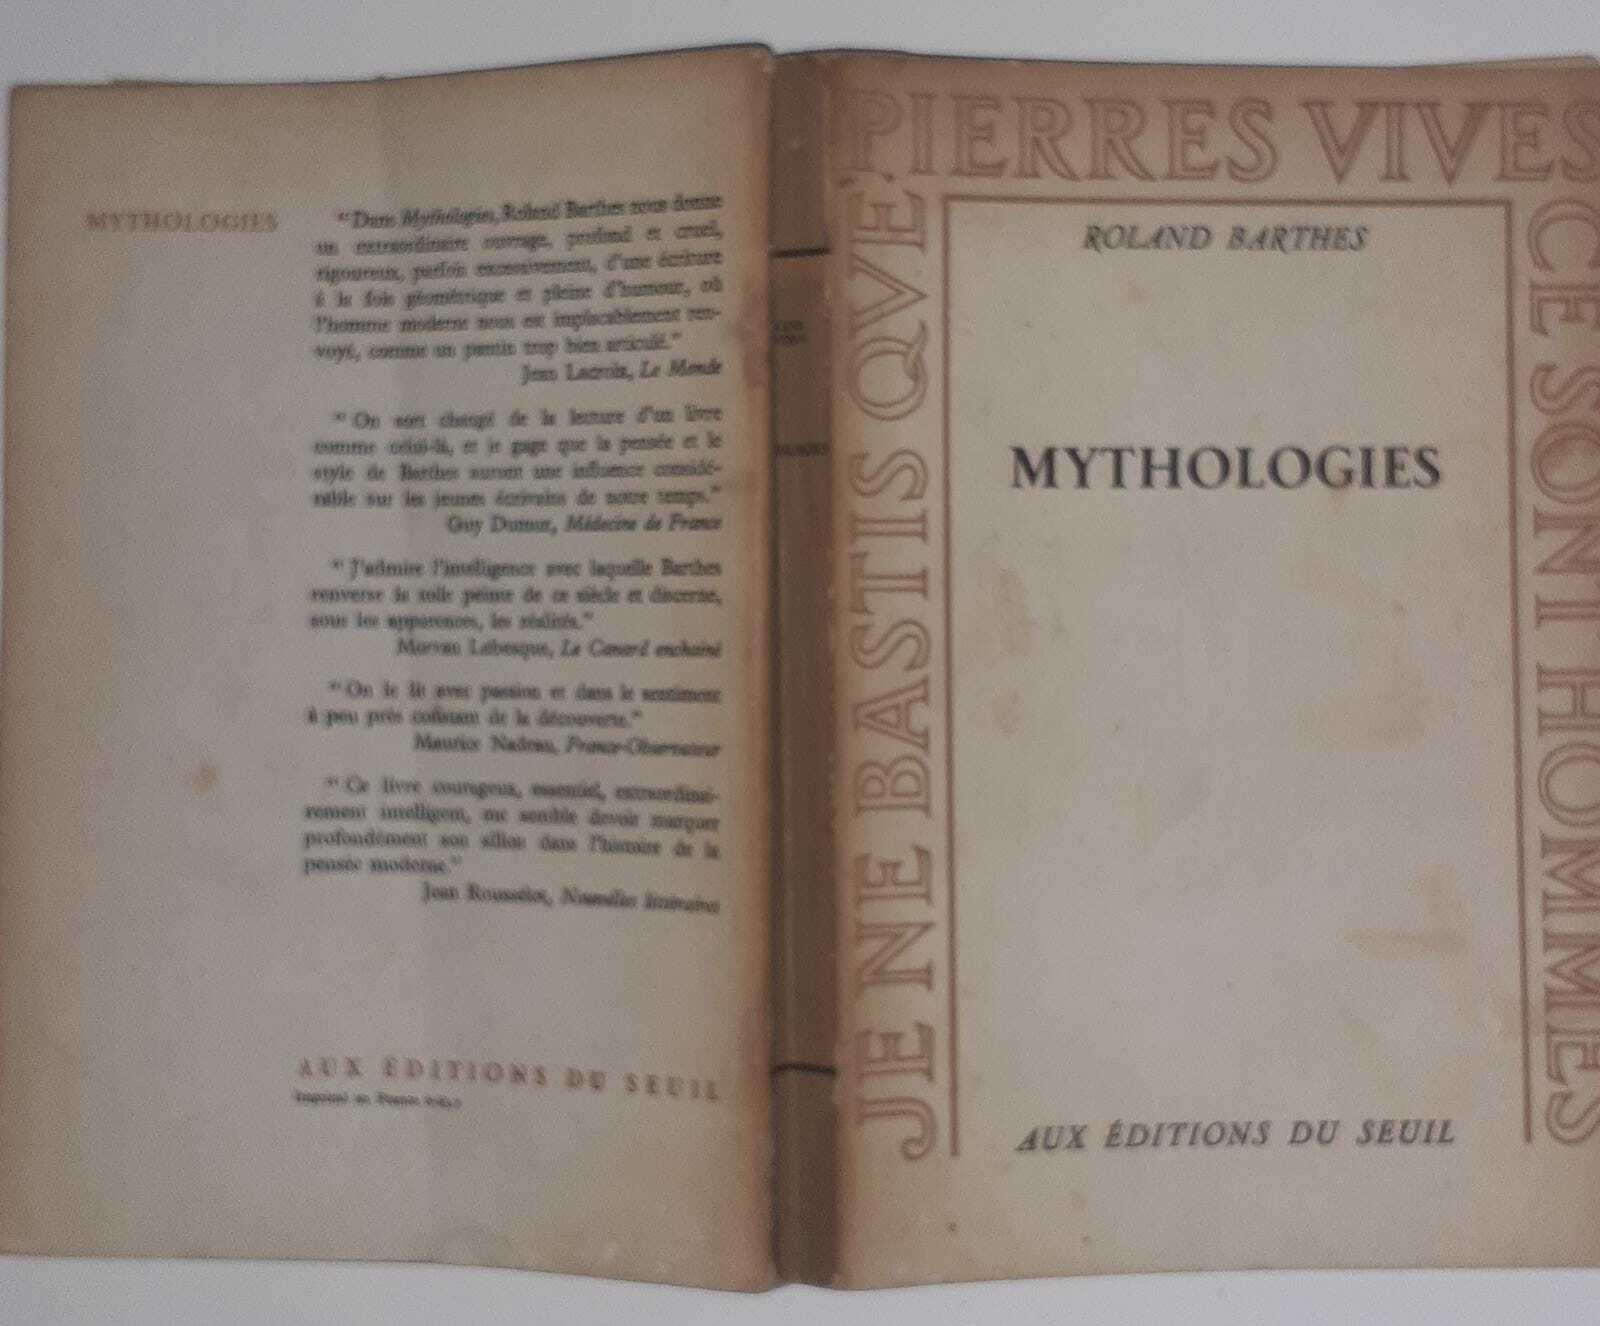 MYTHOLOGIES
" Dans Mythologies, Roland Barthes nous donne
un extraordinaire ouvrage, profond et cruel,
rigoureux, parfois excessivement, d'une écriture
à la fois géométrique et pleine d'humour, où
l'homme moderne nous est implacablement ren-
voyé, comme un pantin trop bien articulé."
Jean Lacroix, Le Monde
" On sort changé de la lecture d'un livre
comme celui-là, et je gage que la pensée et le
style de Barthes auront une influence considé-
rable sur les jeunes écrivains de notre temps."
Guy Dumur, Médecine de France
" J'admire l'intelligence avec laquelle Barthes
renverse la toile peinte de ce siècle et discerne,
sous les apparences, les réalités."
Morvan Lebesque, Le Canard enchaîné
" On le lit avec passion et dans le sentiment
à peu près constant de la découverte."
Maurice Nadeau, France-Observateur
" Ce livre courageux, essentiel, extraordinai-
rement intelligent, me semble devoir marquer
profondément son sillon dans l'histoire de la
pensée moderne."
Jean Rousselot, Nouvelles littéraires
AUX ÉDITIONS DU SEUIL
Imprimé en France
JE NE BASTIS QVE
PIERRES VIVES
CE SONT HOMMES
ROLAND BARTHES
MYTHOLOGIES
AUX ÉDITIONS DU SEUIL